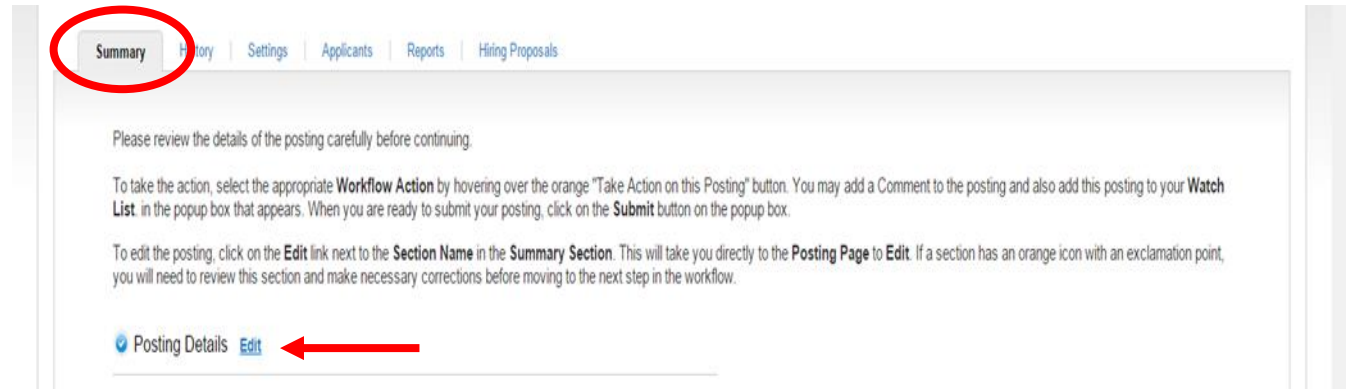 Summary History Settings Applicants Reports Hiring Proposals
Please review the details of the posting carefully before continuing.
To take the action, select the appropriate Workflow Action by hovering over the orange "Take Action on this Posting" button. You may add a Comment to the posting and also add this posting to your Watch
List. in the popup box that appears. When you are ready to submit your posting, click on the Submit button on the popup box.
To edit the posting, click on the Edit link next to the Section Name in the Summary Section. This will take you directly to the Posting Page to Edit. If a section has an orange icon with an exclamation point,
you will need to review this section and make necessary corrections before moving to the next step in the workflow.
Posting Details Edit